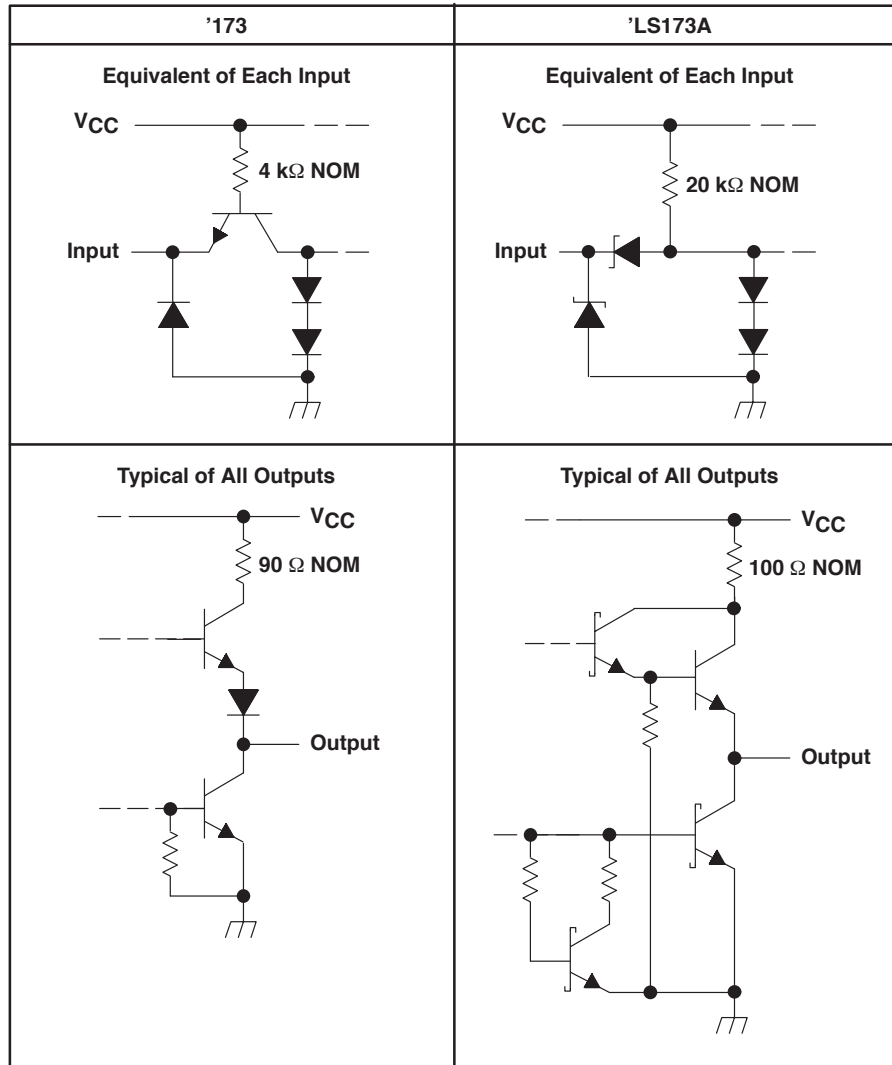 ’173
’LS173A
Equivalent of Each Input
VCC
4 kΩ NOM
Input
Equivalent of Each Input
VCC
20 kΩ NOM
Input
Typical of All Outputs
VCC
90 Ω NOM
Output
Typical of All Outputs
VCC
100 Ω NOM
Output